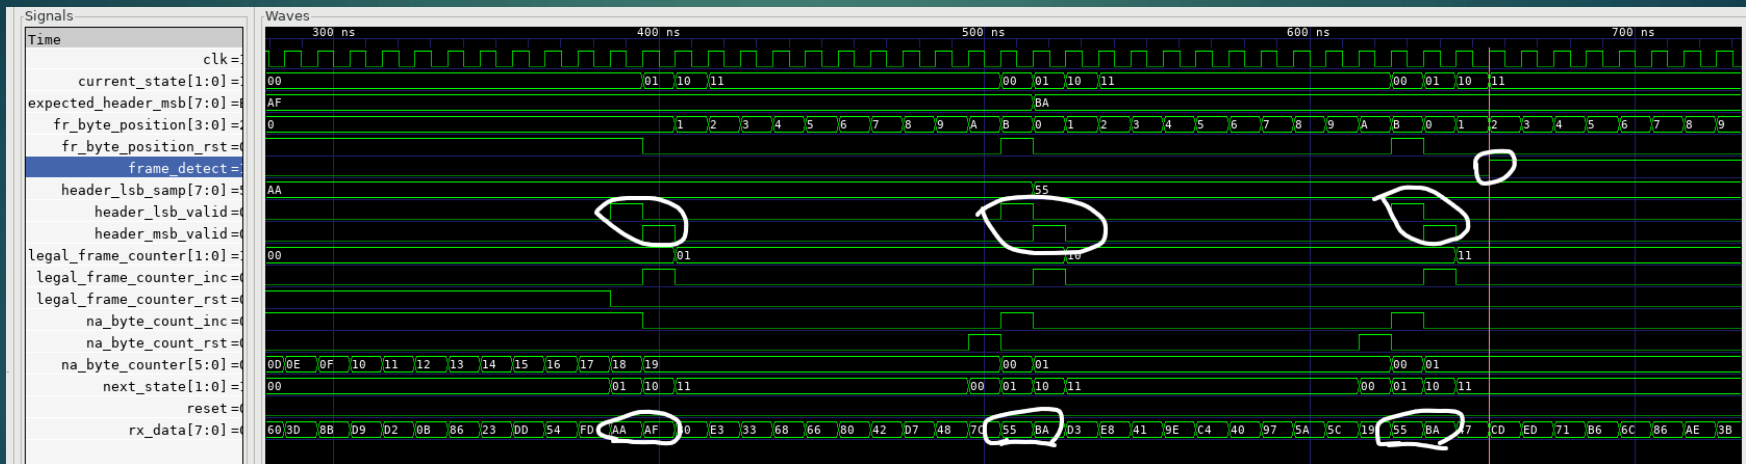 Signals Waves
Time 300 ns 400 ns 500 ns 600 ns 700 ns
clk=
current_state[1:0]= 00 01 10 11 00 01 10 11 00 01 10 11
expected_header_msb[7:0]= AF BA
fr_byte_position[3:0]= 0 1 2 3 4 5 6 7 8 9 A B 0 1 2 3 4 5 6 7 8 9 A B 0 1 2 3 4 5 6 7 8 9
fr_byte_position_rst=
frame_detect=
header_lsb_samp[7:0]= AA 55
header_lsb_valid=
header_msb_valid=
legal_frame_counter[1:0]= 00 01 10 11
legal_frame_counter_inc=
legal_frame_counter_rst=
na_byte_count_inc=
na_byte_count_rst=
na_byte_counter[5:0]= 0D 0E 0F 10 11 12 13 14 15 16 17 18 19 00 01 00 01
next_state[1:0]= 00 01 10 11 00 01 10 11 00 01 10 11
reset=
rx_data[7:0]= 60 3D 8B D9 D2 0B 86 23 DD 54 FD AA AF E3 33 68 66 80 42 D7 48 55 BA D3 E8 41 9E C4 40 97 5A 5C 19 55 BA CD ED 71 B6 6C 86 AE 3B